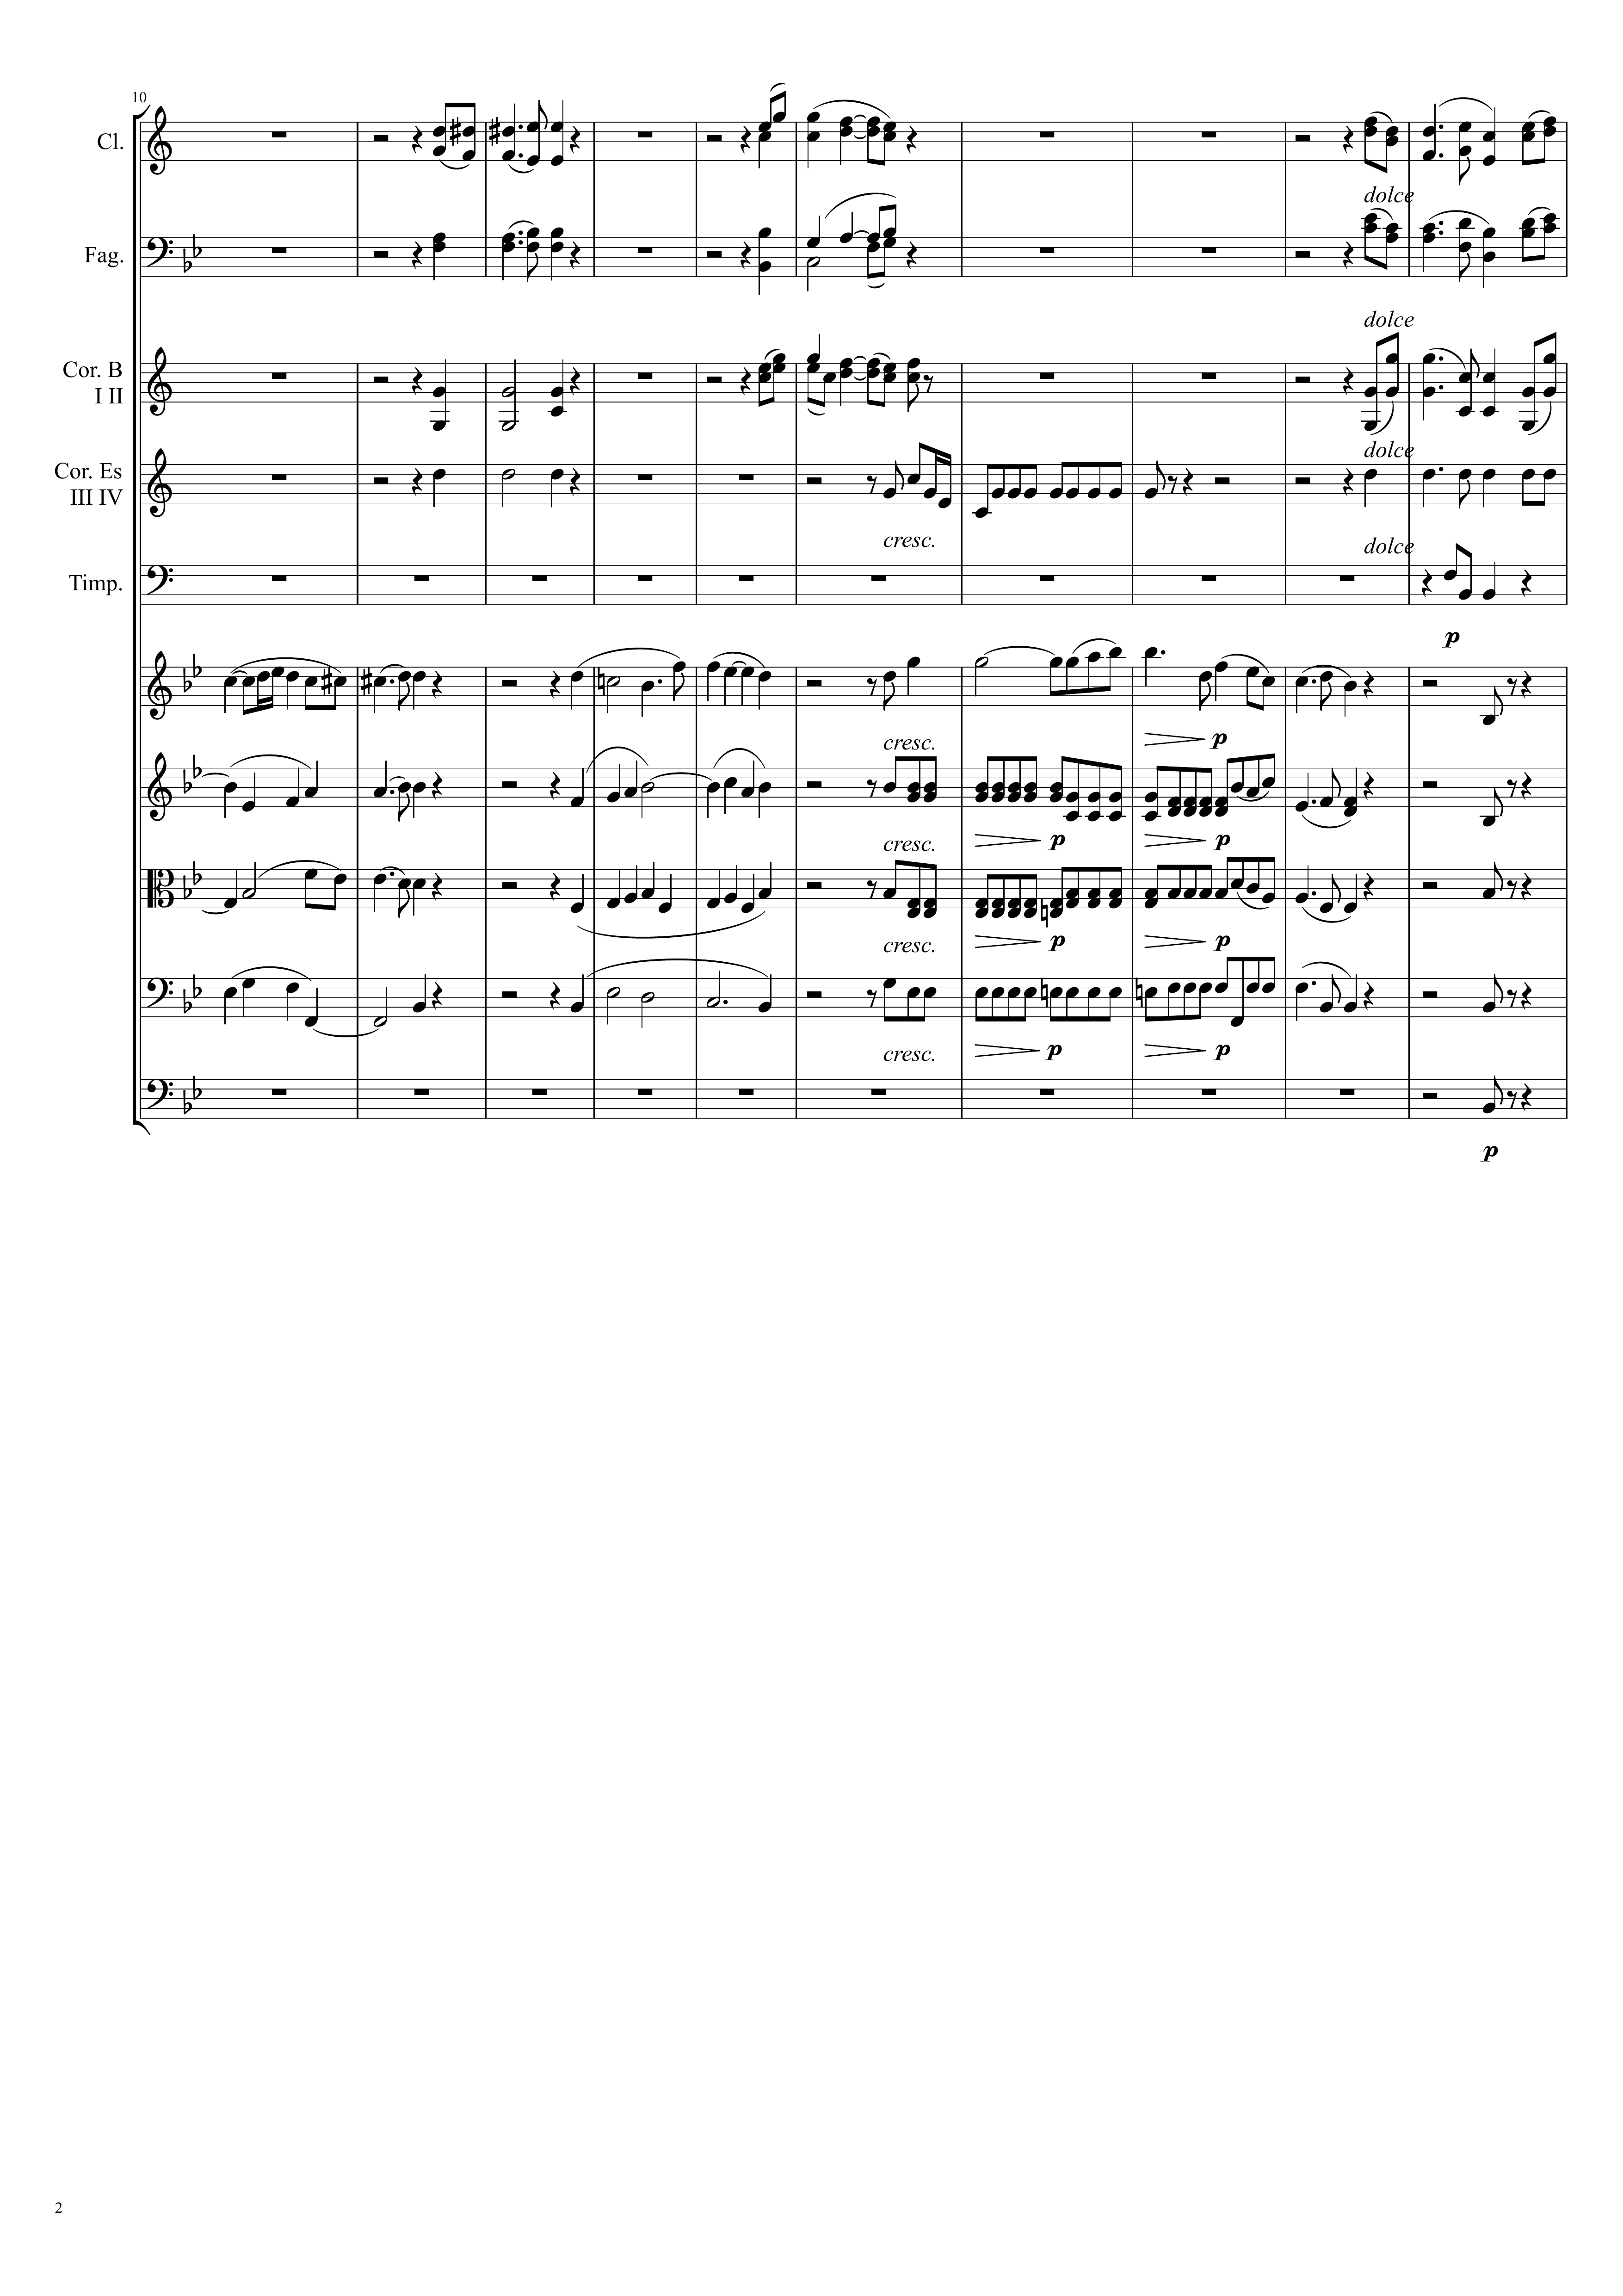 10
Cl.
dolce
Fag.
dolce
Cor. B
I II
dolce
Cor. Es
III IV
cresc.
dolce
Timp.
p
cresc.
p
cresc.
p
p
cresc.
p
p
cresc.
p
p
p
2